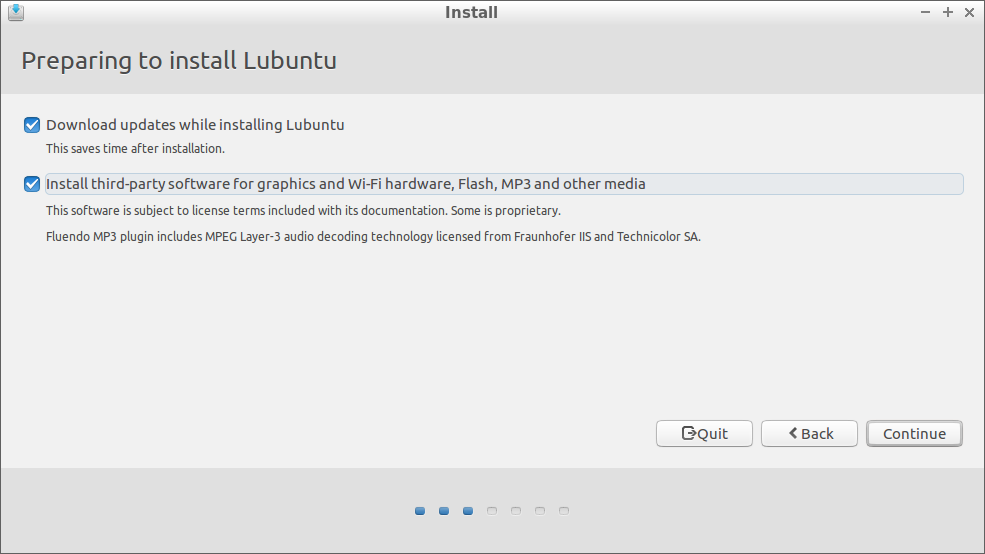 Install
Preparing to install Lubuntu
Download updates while installing Lubuntu
This saves time after installation.
Install third-party software for graphics and Wi-Fi hardware, Flash, MP3 and other media
This software is subject to license terms included with its documentation. Some is proprietary.
Fluendo MP3 plugin includes MPEG Layer-3 audio decoding technology licensed from Fraunhofer IIS and Technicolor SA.
Quit Back Continue